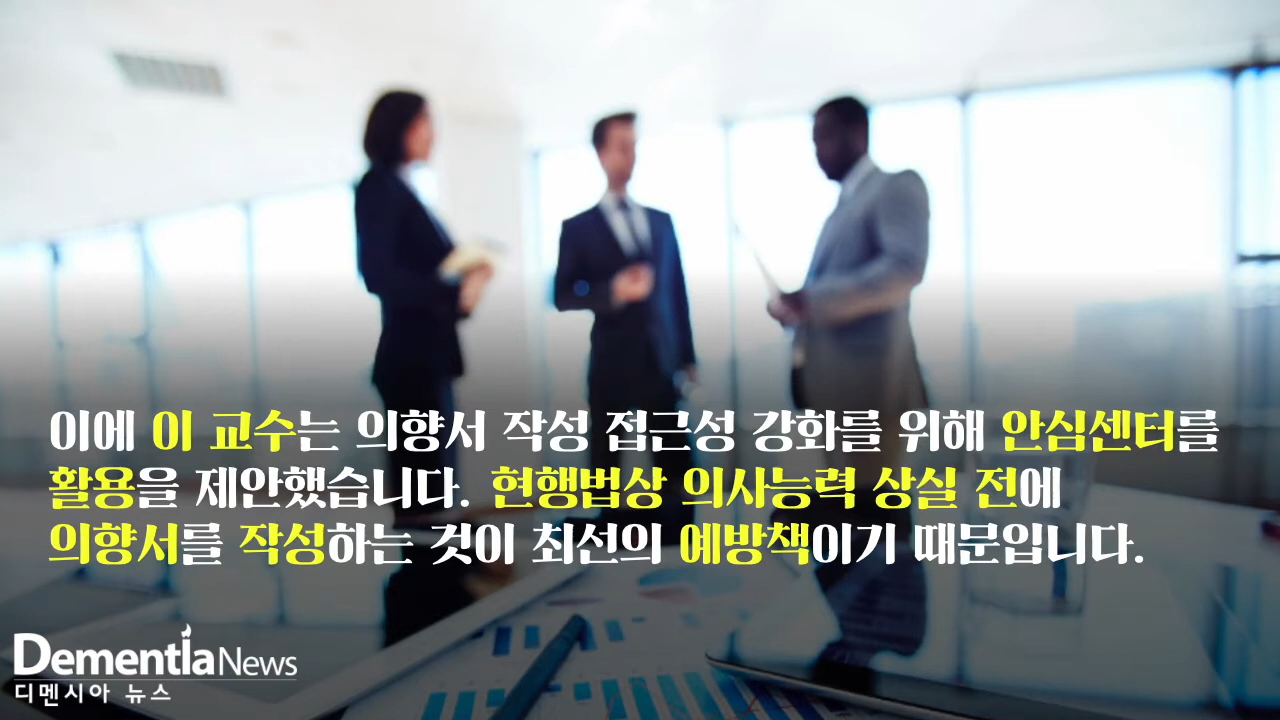 이에 이 교수는 의향서 작성 접근성 강화를 위해 안심센터를
활용을 제안했습니다. 현행법상 의사능력 상실 전에
의향서를 작성하는 것이 최선의 예방책이기 때문입니다.
Dementia News
디멘시아 뉴스